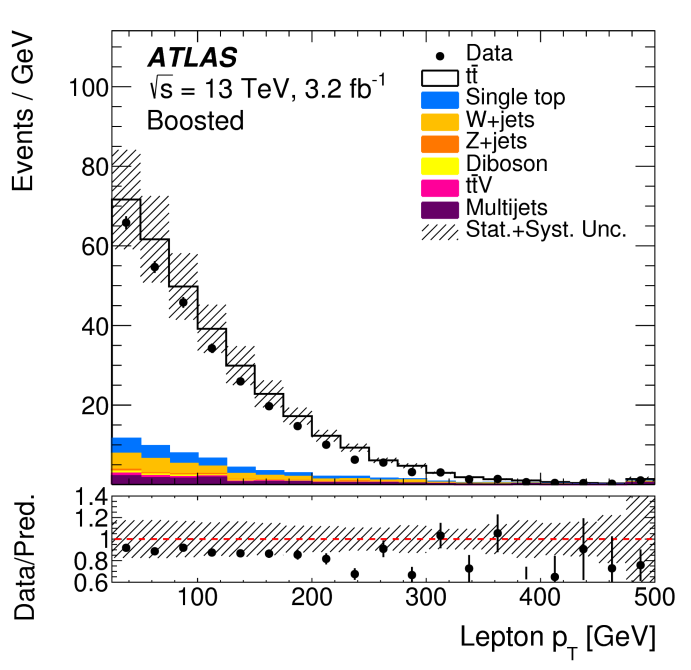 Events / GeV
ATLAS
√s = 13 TeV, 3.2 fb⁻¹
Boosted
Data
tt̄
Single top
W+jets
Z+jets
Diboson
tt̄V
Multijets
Stat.+Syst. Unc.
100
80
60
40
20
Data/Pred.
1.4
1.2
1
0.8
0.6
100 200 300 400 500
Lepton p_T [GeV]